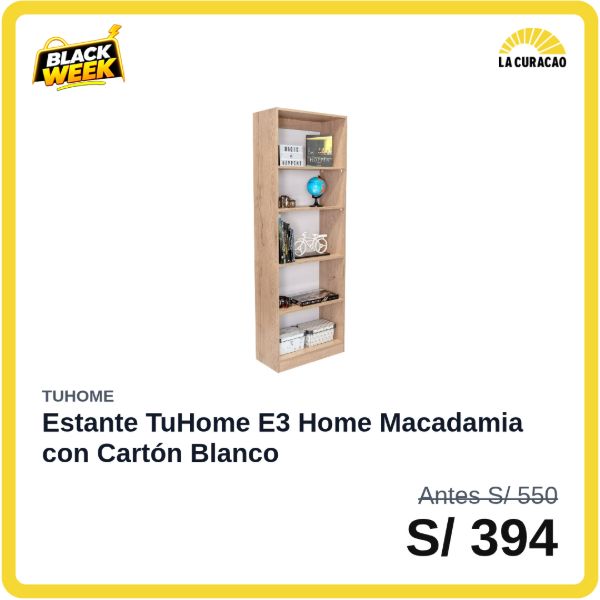 BLACK
WEEK
LA CURACAO
TUHOME
Estante TuHome E3 Home Macadamia
con Cartón Blanco
Antes S/ 550
S/ 394